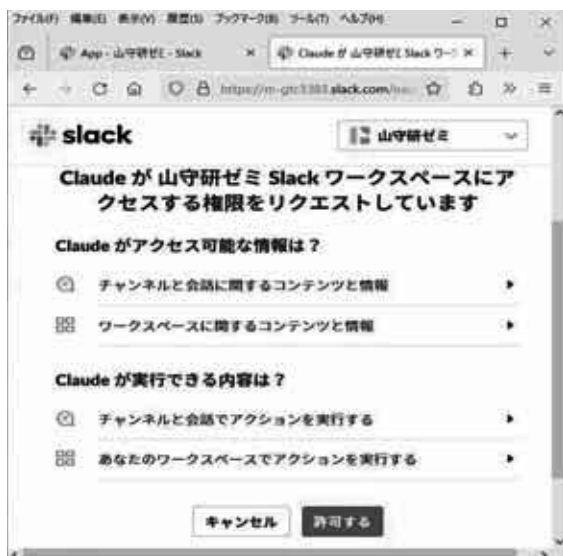 ファイル(F) 編集(E) 表示(V) 履歴(S) ブックマーク(B) ツール(T) ヘルプ(H)
App - 山守研ゼミ - Slack
Claude が 山守研ゼミ Slack ワーク
slack.com
slack
山守研ゼミ
Claude が 山守研ゼミ Slack ワークスペースにア
クセスする権限をリクエストしています
Claude がアクセス可能な情報は？
チャンネルと会話に関するコンテンツと情報
ワークスペースに関するコンテンツと情報
Claude が実行できる内容は？
チャンネルと会話でアクションを実行する
あなたのワークスペースでアクションを実行する
キャンセル
許可する